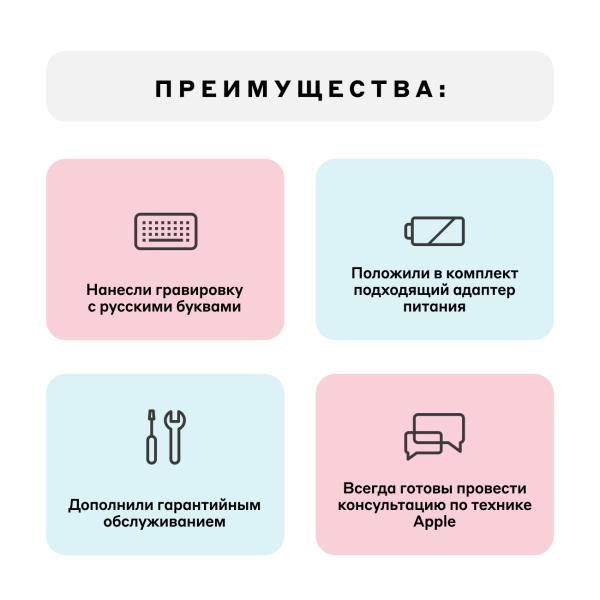 ПРЕИМУЩЕСТВА:
Нанесли гравировку
с русскими буквами
Положили в комплект
подходящий адаптер
питания
Дополнили гарантийным
обслуживанием
Всегда готовы провести
консультацию по технике
Apple